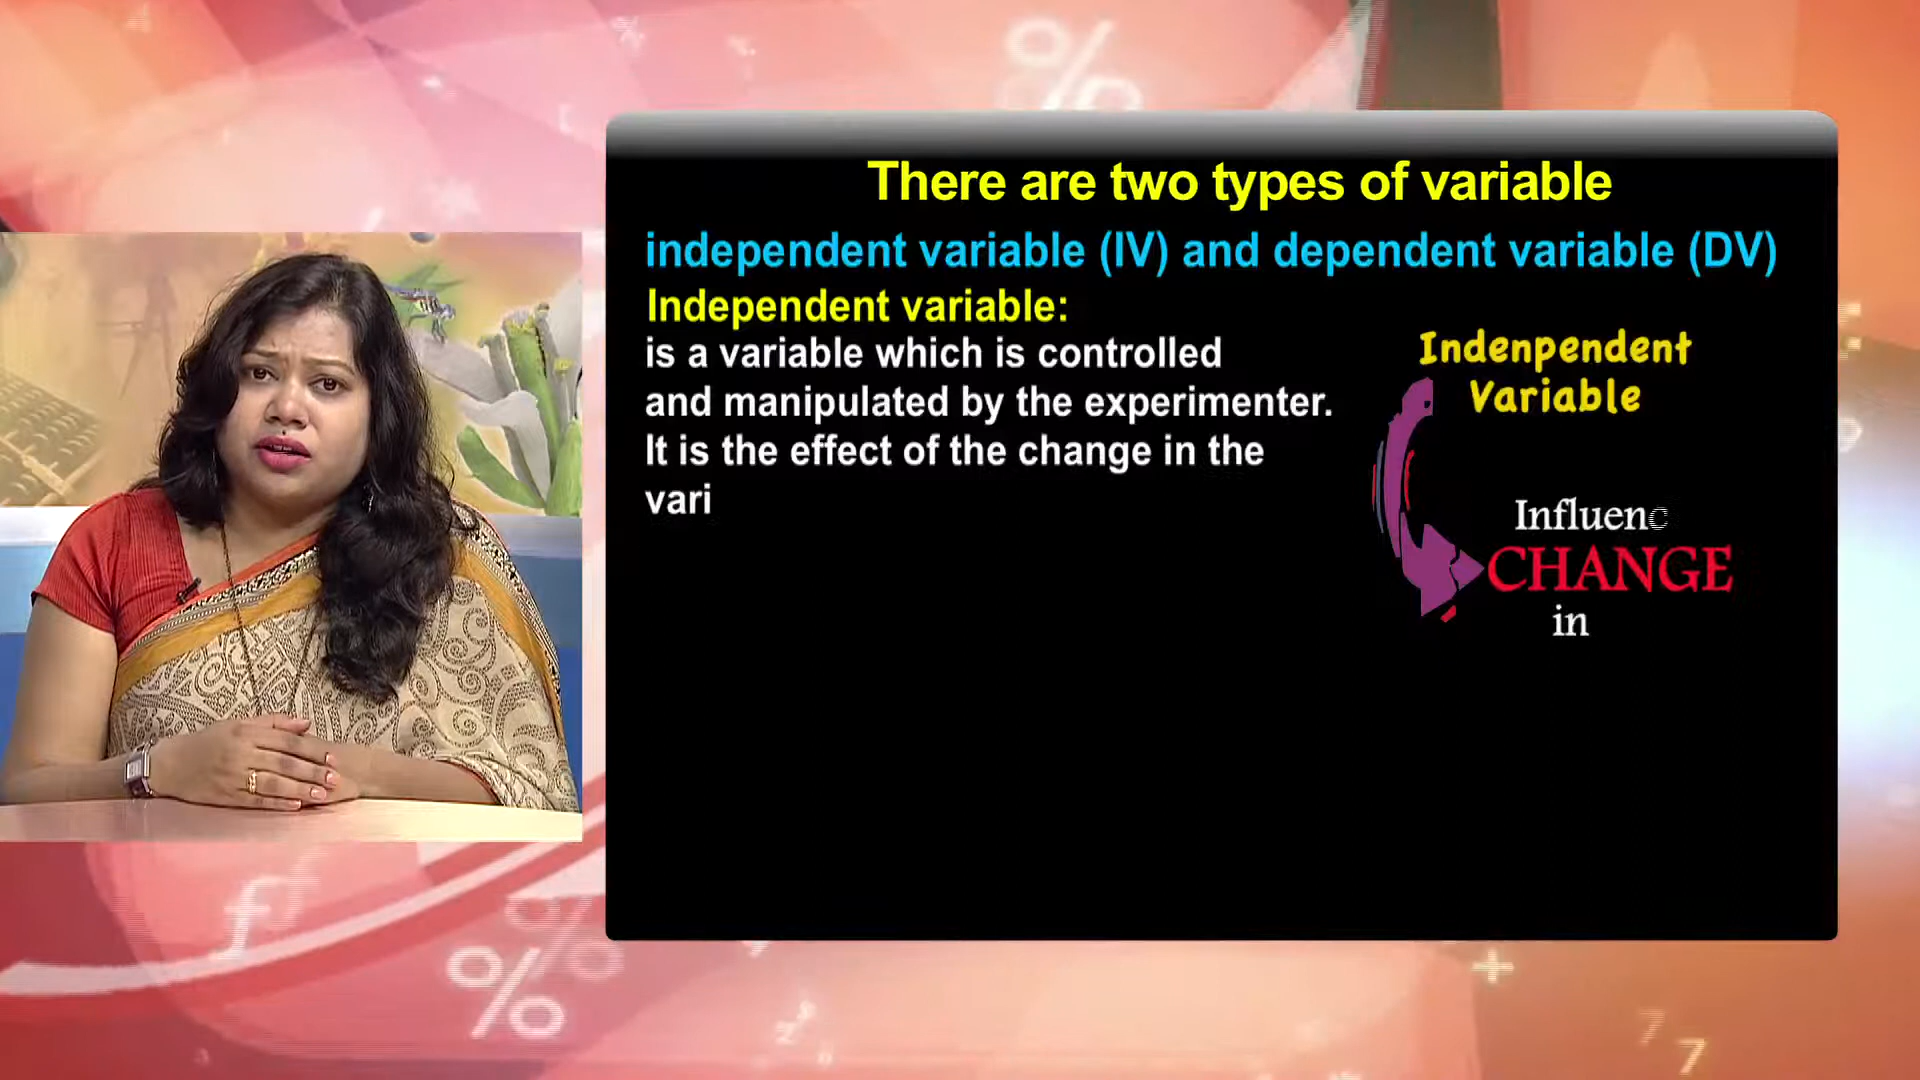 There are two types of variable
independent variable (IV) and dependent variable (DV)
Independent variable:
is a variable which is controlled
and manipulated by the experimenter.
It is the effect of the change in the
vari
Indenpendent
Variable
Influenc
CHANGE
in